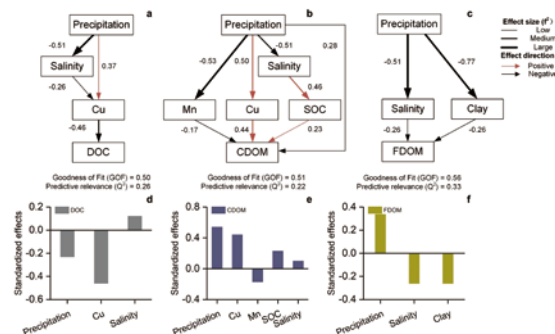 a
Precipitation
-0.51
Salinity
0.37
-0.26
Cu
-0.46
DOC
Goodness of Fit (GOF) = 0.50
Predictive relevance (Q²) = 0.26
b
Precipitation
-0.51
0.28
-0.53
0.50
Salinity
0.46
Mn
Cu
SOC
-0.17
0.44
0.23
CDOM
Goodness of Fit (GOF) = 0.51
Predictive relevance (Q²) = 0.22
c
Precipitation
-0.51
-0.77
Salinity
Clay
-0.26
-0.26
FDOM
Goodness of Fit (GOF) = 0.56
Predictive relevance (Q²) = 0.33
Effect size (f²)
Low
Medium
Large
Effect direction
Positive
Negative
d
DOC
Standardized effects
0.2
0.0
-0.2
-0.4
-0.6
Precipitation
Cu
Salinity
e
CDOM
Standardized effects
0.8
0.4
0.0
-0.4
Precipitation
Cu
Mn
SOC
Salinity
f
FDOM
Standardized effects
0.4
0.2
0.0
-0.2
-0.4
Precipitation
Salinity
Clay